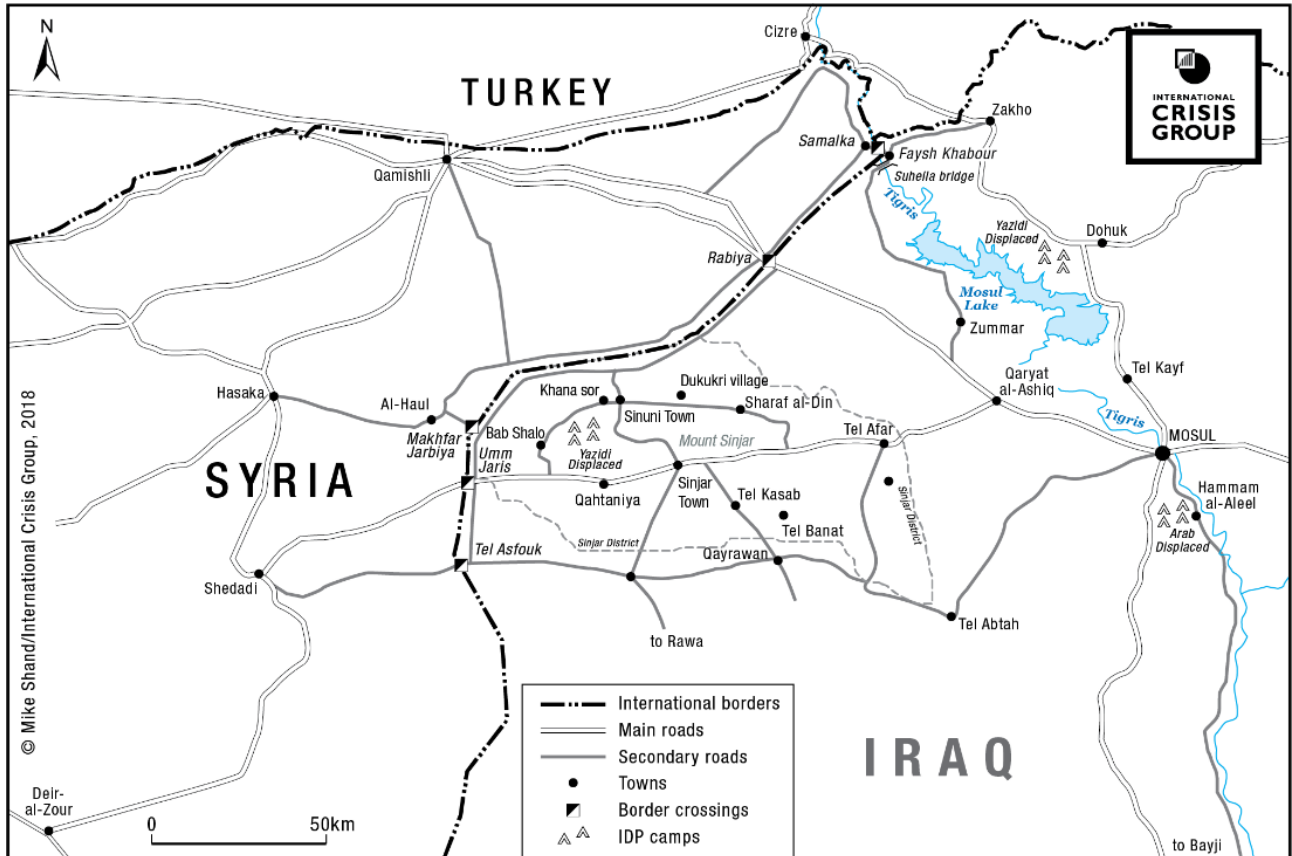 N
Cizre
TURKEY
INTERNATIONAL
CRISIS
GROUP
Zakho
Samalka
Faysh Khabour
Suheila bridge
Qamishli
Tigris
Yazidi
Displaced
Dohuk
Rabiya
Mosul
Lake
Zummar
Qaryat
al-Ashiq
Tel Kayf
Hasaka
Al-Haul
Khana sor
Dukukri village
Sinuni Town
Sharaf al-Din
Makhfar
Jarbiya
Bab Shalo
Yazidi
Displaced
Mount Sinjar
Tel Afar
Tigris
MOSUL
SYRIA
Umm
Jaris
Qahtaniya
Sinjar
Town
Tel Kasab
Tel Banat
Sinjar District
Hammam
al-Aleel
Arab
Displaced
Sinjar District
Tel Asfouk
Qayrawan
Shedadi
Tel Abtah
to Rawa
IRAQ
International borders
Main roads
Secondary roads
Towns
Border crossings
IDP camps
Deir-
al-Zour
0 50km
to Bayji
© Mike Shand/International Crisis Group, 2018